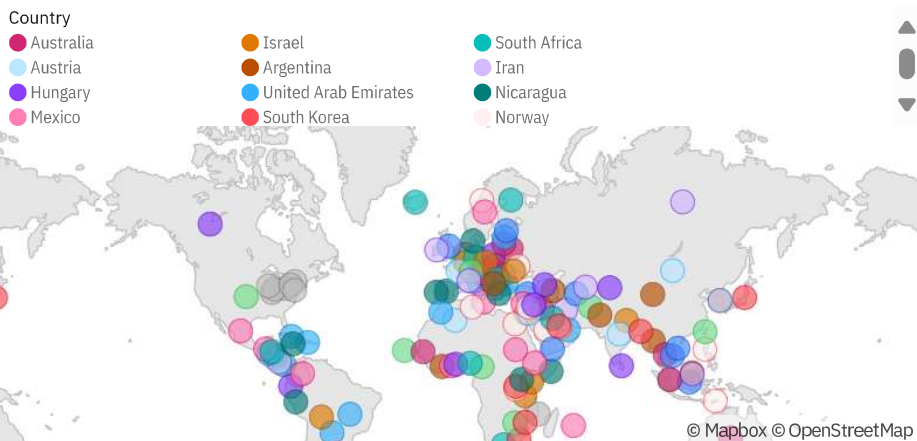 Country
Australia
Israel
South Africa
Austria
Argentina
Iran
Hungary
United Arab Emirates
Nicaragua
Mexico
South Korea
Norway
© Mapbox © OpenStreetMap